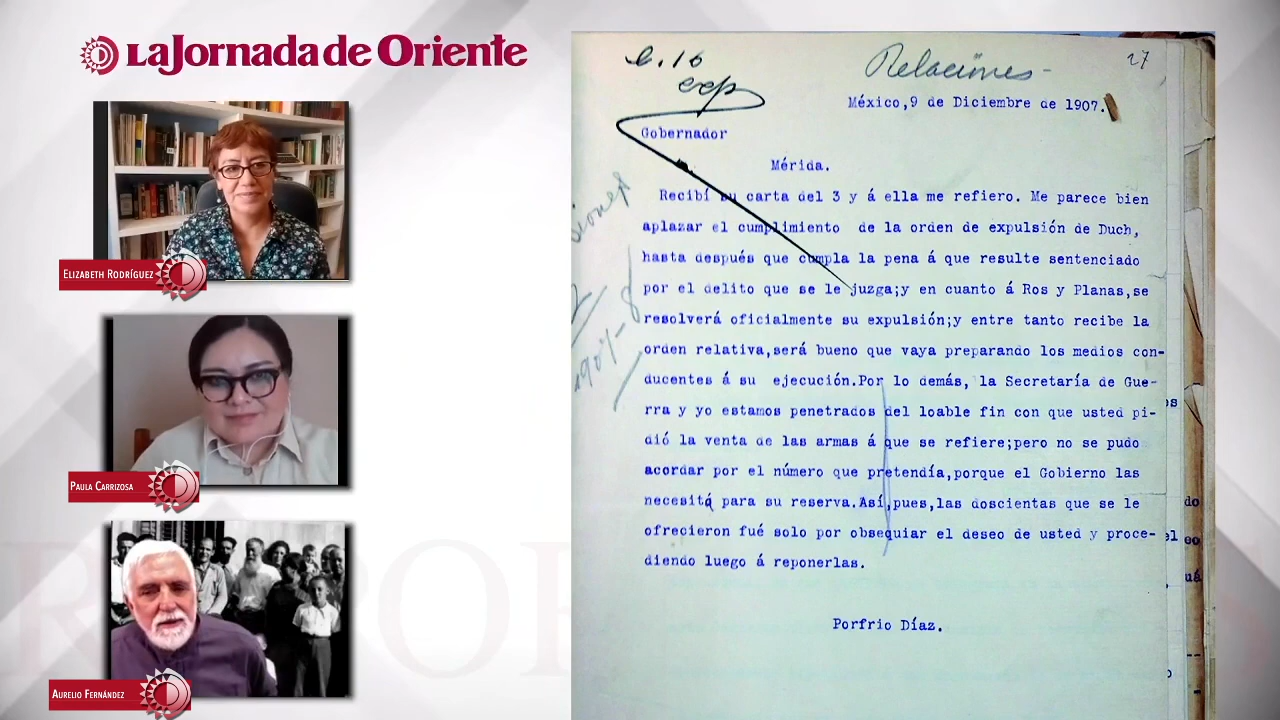 LaJornada de Oriente
Elizabeth Rodríguez
Paula Carrizosa
Aurelio Fernández
Relaciones-
27
México, 9 de Diciembre de 1907.
Gobernador
Mérida.
Recibí su carta del 3 y á ella me refiero. Me parece bien
aplazar el cumplimiento de la orden de expulsión de Duch,
hasta después que cumpla la pena á que resulte sentenciado
por el delito que se le juzga;y en cuanto á Ros y Planas,se
resolverá oficialmente su expulsión;y entre tanto recibe la
orden relativa,será bueno que vaya preparando los medios con-
ducentes á su ejecución.Por lo demás, la Secretaría de Gue-
rra y yo estamos penetrados del loable fin con que usted pi-
dió la venta de las armas á que se refiere;pero no se pudo
acordar por el número que pretendía,porque el Gobierno las
necesitá para su reserva.Así,pues,las doscientas que se le
ofrecieron fué solo por obsequiar el deseo de usted y proce-
diendo luego á reponerlas.
Porfrio Díaz.